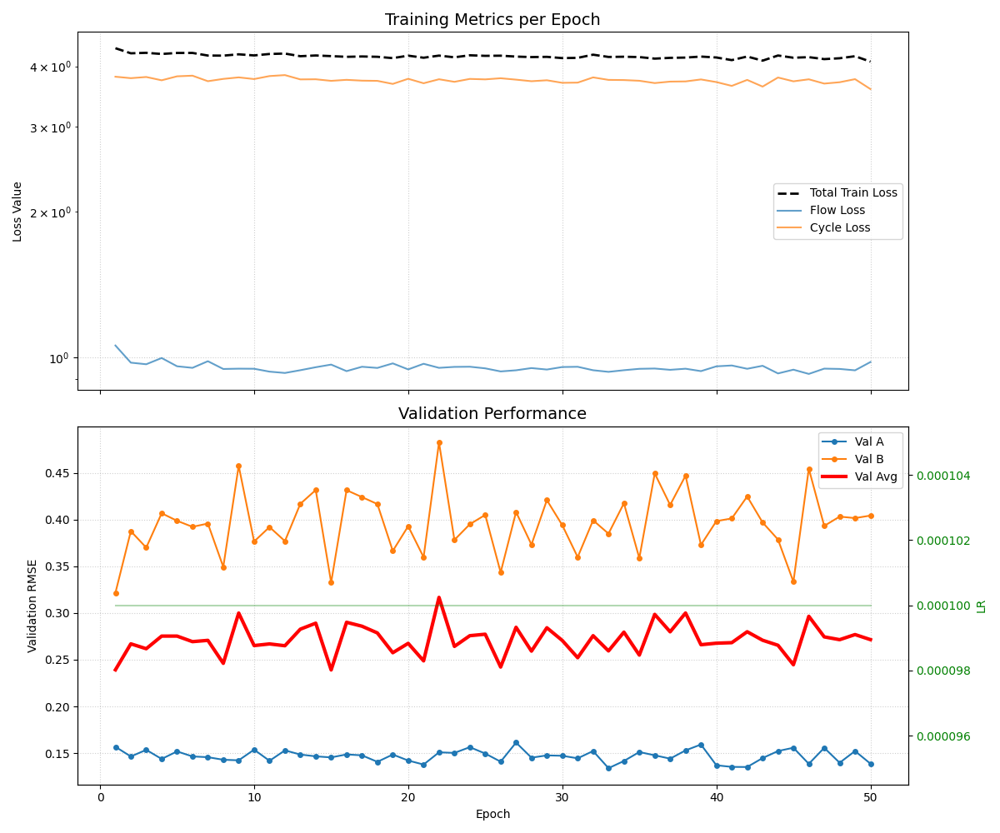 Training Metrics per Epoch
4 × 10⁰
3 × 10⁰
2 × 10⁰
10⁰
Loss Value
Total Train Loss
Flow Loss
Cycle Loss
Validation Performance
0.45
0.40
0.35
0.30
0.25
0.20
0.15
Validation RMSE
Val A
Val B
Val Avg
0.000104
0.000102
0.000100
0.000098
0.000096
LR
0 10 20 30 40 50
Epoch